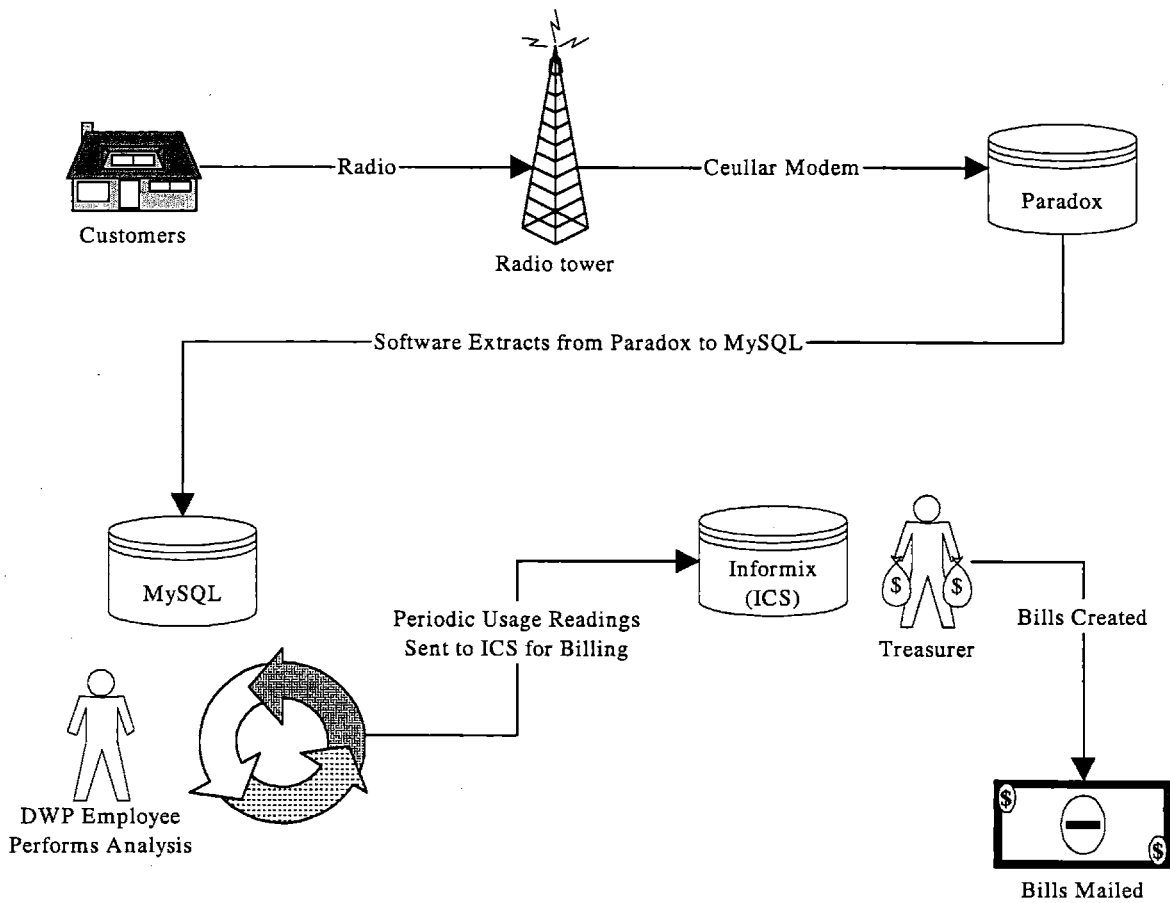 Radio
Ceullar Modem
Paradox
Customers
Radio tower
Software Extracts from Paradox to MySQL
MySQL
Periodic Usage Readings
Sent to ICS for Billing
Informix
(ICS)
$ $
Treasurer
Bills Created
DWP Employee
Performs Analysis
$
$
Bills Mailed